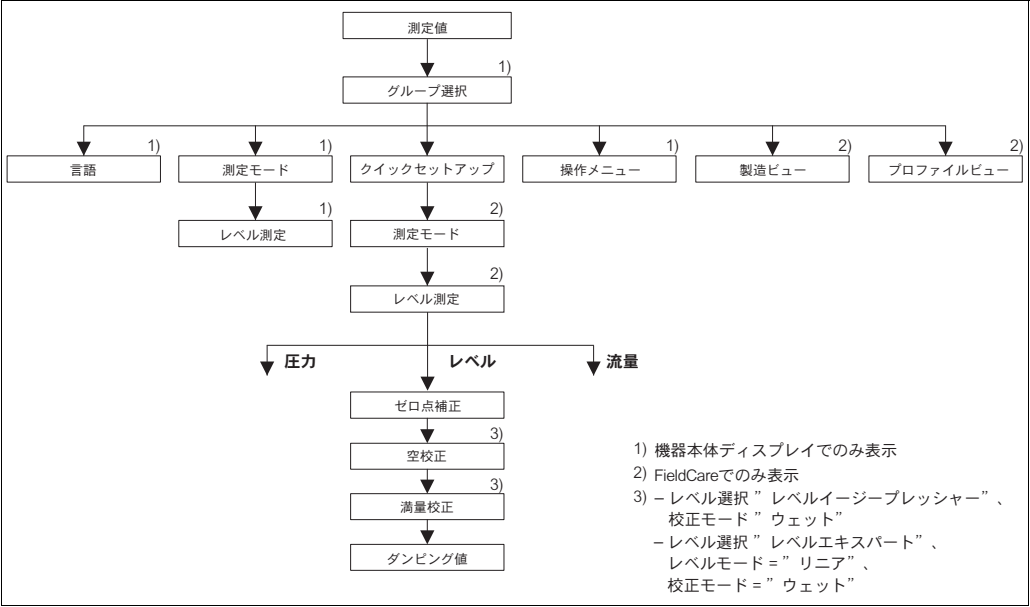 測定値
1)
グループ選択
1)
1)
1)
2)
2)
言語
測定モード
クイックセットアップ
操作メニュー
製造ビュー
プロファイルビュー
1)
2)
レベル測定
測定モード
2)
レベル測定
圧力
レベル
流量
ゼロ点補正
3)
空校正
3)
満量校正
ダンピング値
1) 機器本体ディスプレイでのみ表示
2) FieldCareでのみ表示
3) – レベル選択 ”レベルイージープレッシャー”、
校正モード ”ウェット”
– レベル選択 ”レベルエキスパート”、
レベルモード = ”リニア”、
校正モード = ”ウェット”